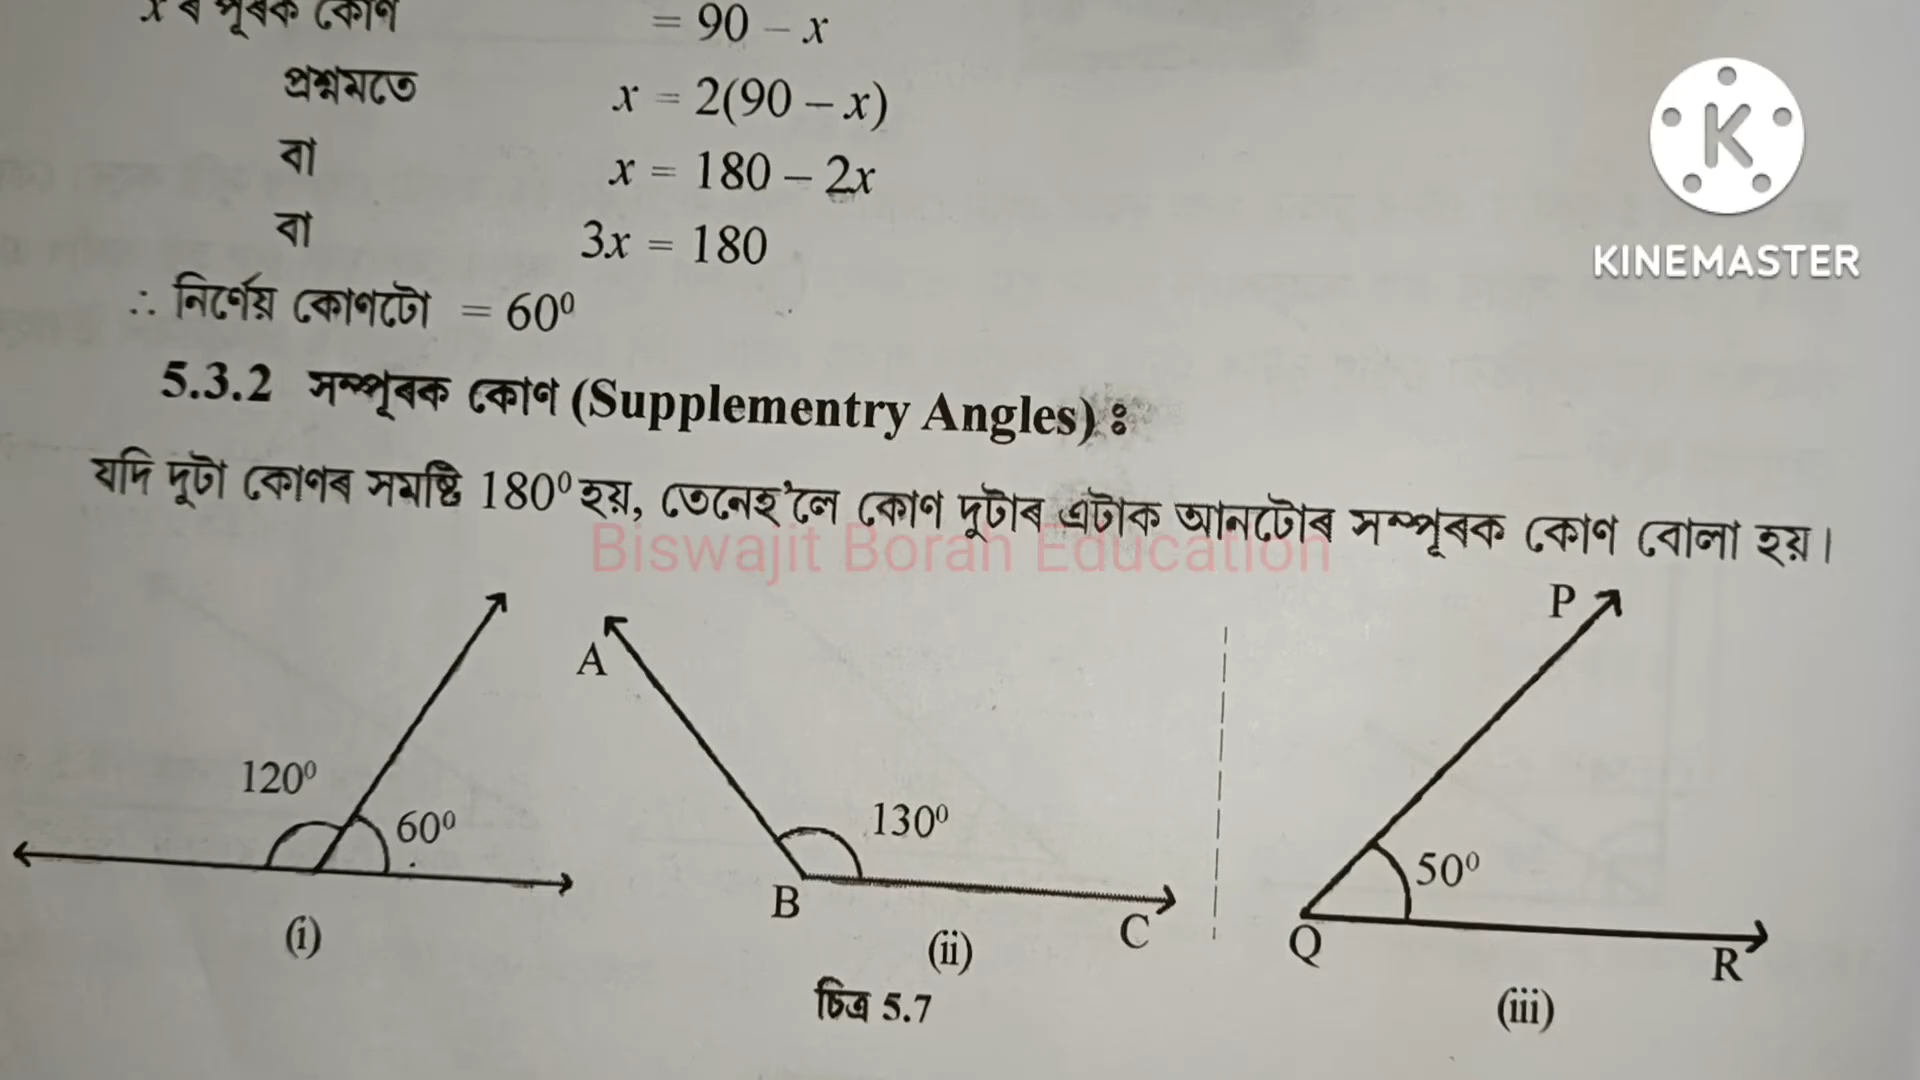 x ৰ পূৰক কোণ = 90 – x
প্ৰশ্নমতে x = 2(90 – x)
বা x = 180 – 2x
বা 3x = 180
∴ নিৰ্ণেয় কোণটো = 60⁰
5.3.2 সম্পূৰক কোণ (Supplementry Angles) ঃ
যদি দুটা কোণৰ সমষ্টি 180⁰ হয়, তেনেহ'লে কোণ দুটাৰ এটাক আনটোৰ সম্পূৰক কোণ বোলা হয়।
Biswajit Borah Education
KINEMASTER
120⁰ 60⁰
(i)
A
130⁰
B C
(ii)
P
50⁰
Q R
(iii)
চিত্ৰ 5.7